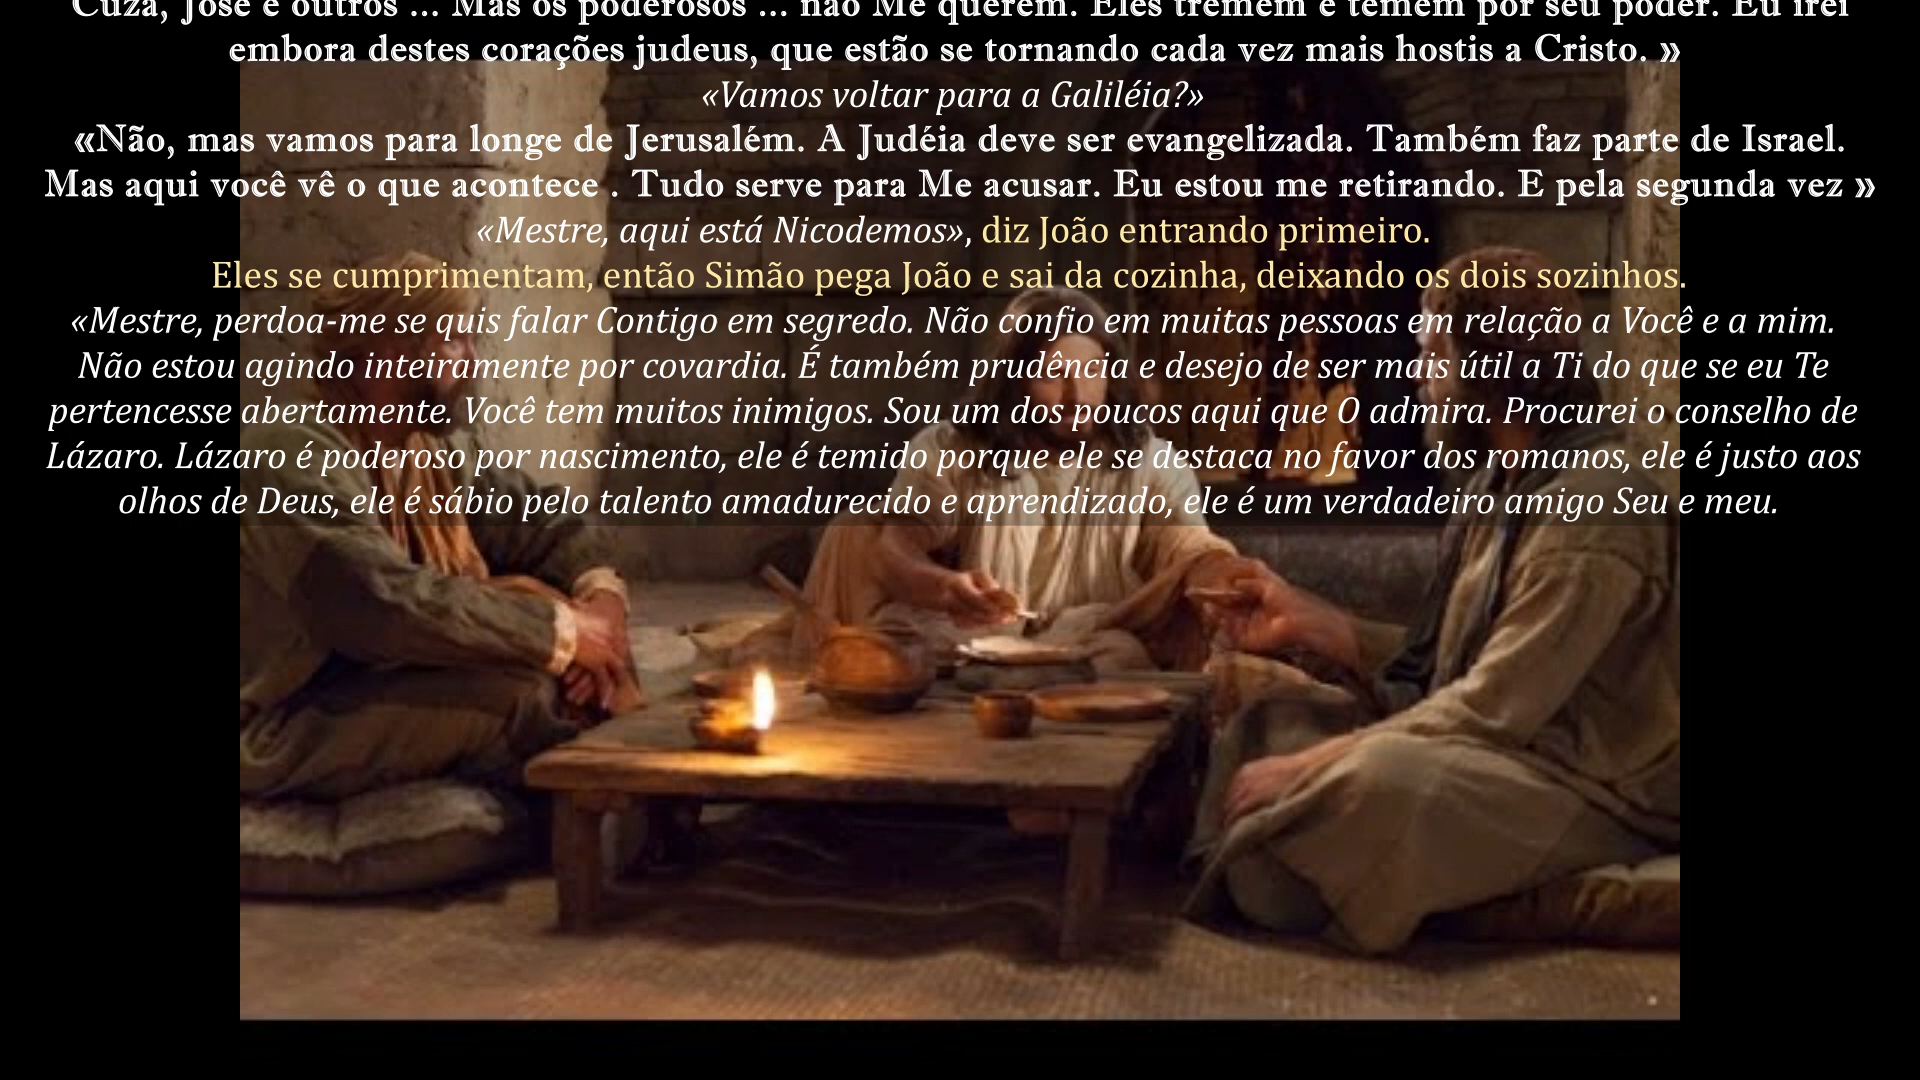 Cuza, José e outros ... Mas os poderosos ... não Me querem. Eles tremem e temem por seu poder. Eu irei
embora destes corações judeus, que estão se tornando cada vez mais hostis a Cristo. »
«Vamos voltar para a Galiléia?»
«Não, mas vamos para longe de Jerusalém. A Judéia deve ser evangelizada. Também faz parte de Israel.
Mas aqui você vê o que acontece . Tudo serve para Me acusar. Eu estou me retirando. E pela segunda vez »
«Mestre, aqui está Nicodemos», diz João entrando primeiro.
Eles se cumprimentam, então Simão pega João e sai da cozinha, deixando os dois sozinhos.
«Mestre, perdoa-me se quis falar Contigo em segredo. Não confio em muitas pessoas em relação a Você e a mim.
Não estou agindo inteiramente por covardia. É também prudência e desejo de ser mais útil a Ti do que se eu Te
pertencesse abertamente. Você tem muitos inimigos. Sou um dos poucos aqui que O admira. Procurei o conselho de
Lázaro. Lázaro é poderoso por nascimento, ele é temido porque ele se destaca no favor dos romanos, ele é justo aos
olhos de Deus, ele é sábio pelo talento amadurecido e aprendizado, ele é um verdadeiro amigo Seu e meu.